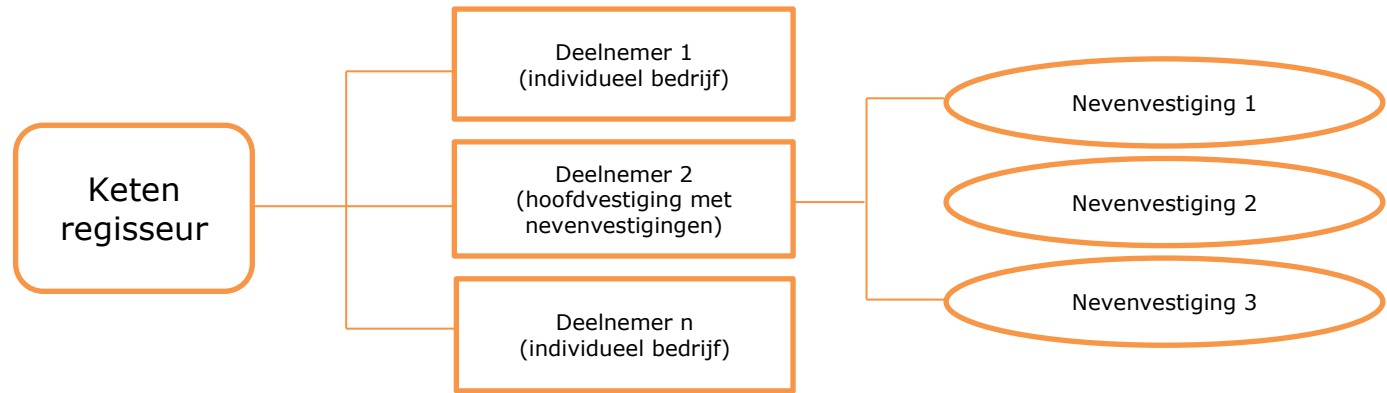 Keten
regisseur
Deelnemer 1
(individueel bedrijf)
Deelnemer 2
(hoofdvestiging met
nevenvestigingen)
Deelnemer n
(individueel bedrijf)
Nevenvestiging 1
Nevenvestiging 2
Nevenvestiging 3